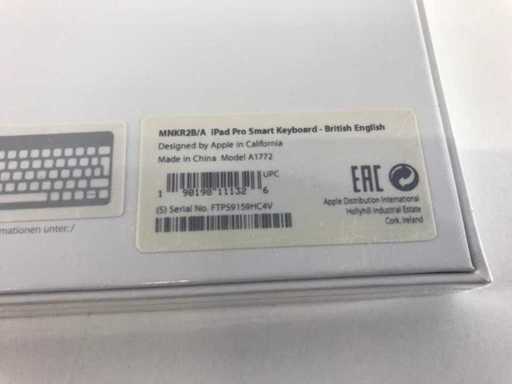 MNKR2B/A iPad Pro Smart Keyboard - British English
Designed by Apple in California
Made in China Model A1772
UPC
1 90198 11132 6
(S) Serial No. FTPS9159HC4V
EAC
Apple Distribution International
Hollyhill Industrial Estate
Cork, Ireland
mationen unter:/